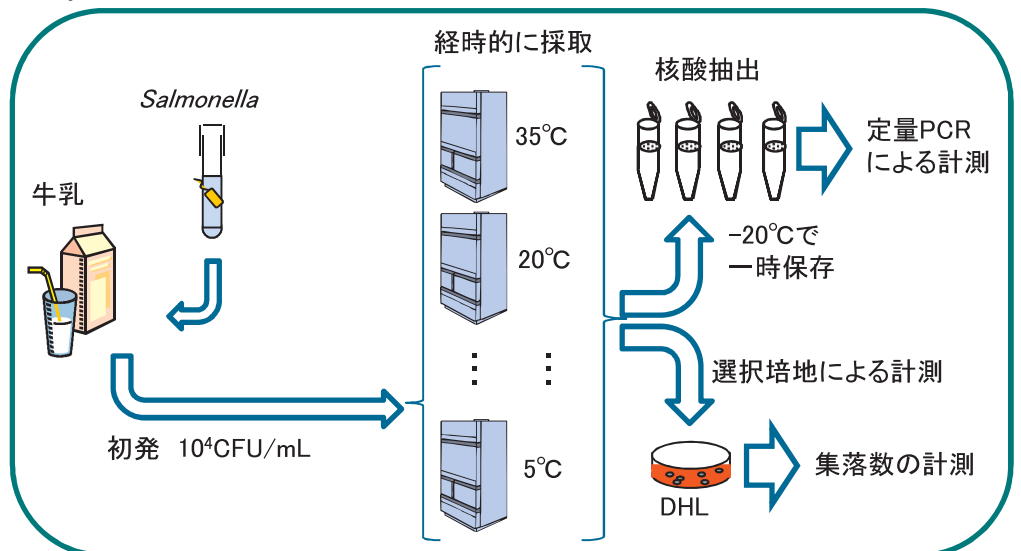 経時的に採取
Salmonella
牛乳
初発 10⁴CFU/mL
35℃
20℃
5℃
核酸抽出
定量PCR
による計測
-20℃で
一時保存
選択培地による計測
DHL
集落数の計測